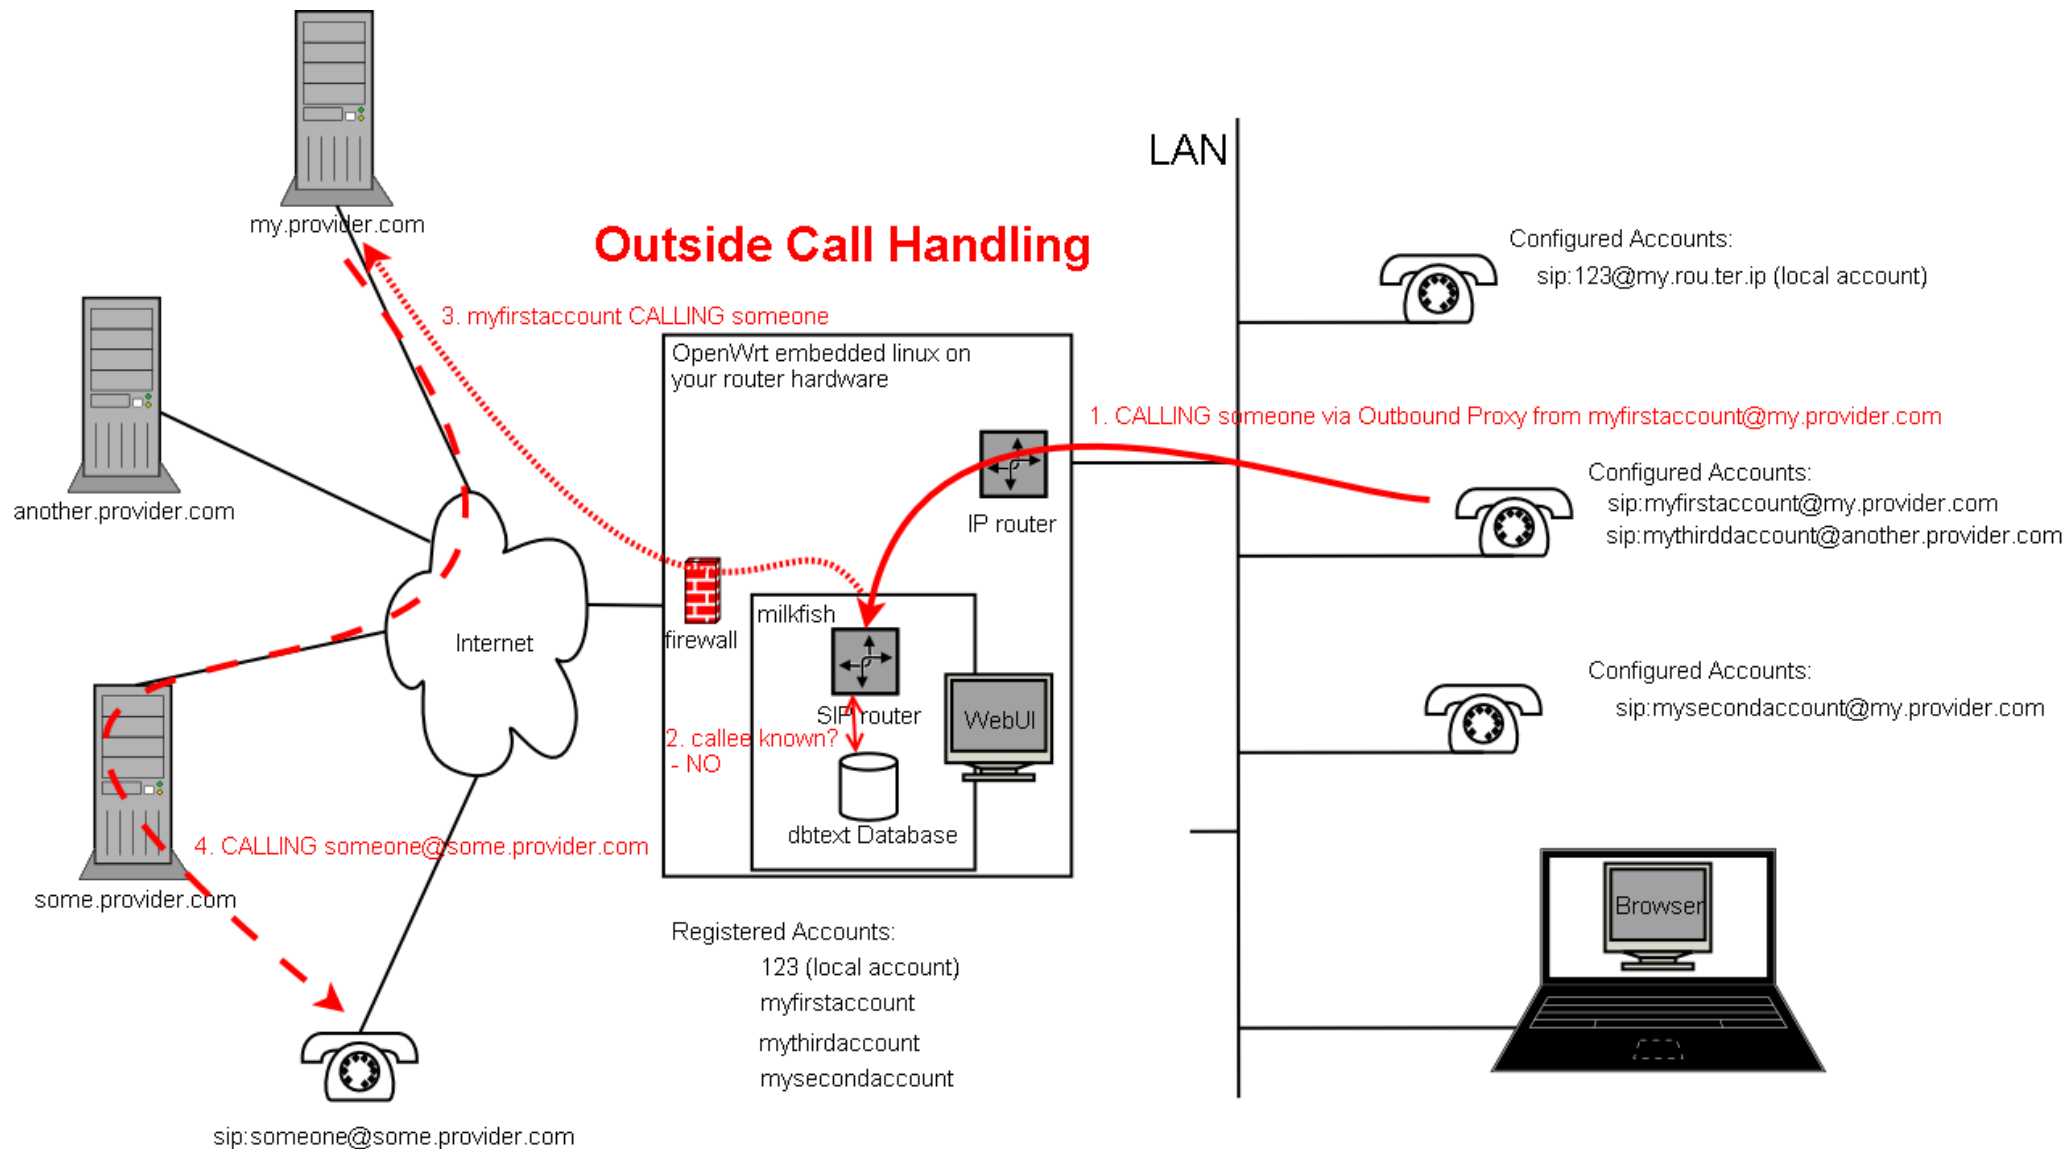 my.provider.com
LAN
Outside Call Handling
Configured Accounts:
sip:123@my.rou.ter.ip (local account)
3. myfirstaccount CALLING someone
OpenWrt embedded linux on
your router hardware
1. CALLING someone via Outbound Proxy from myfirstaccount@my.provider.com
another.provider.com
IP router
Configured Accounts:
sip:myfirstaccount@my.provider.com
sip:mythirddaccount@another.provider.com
Internet
firewall
milkfish
SIP router
WebUI
2. callee known?
- NO
dbtext Database
Configured Accounts:
sip:mysecondaccount@my.provider.com
4. CALLING someone@some.provider.com
some.provider.com
Browser
Registered Accounts:
123 (local account)
myfirstaccount
mythirdaccount
mysecondaccount
sip:someone@some.provider.com